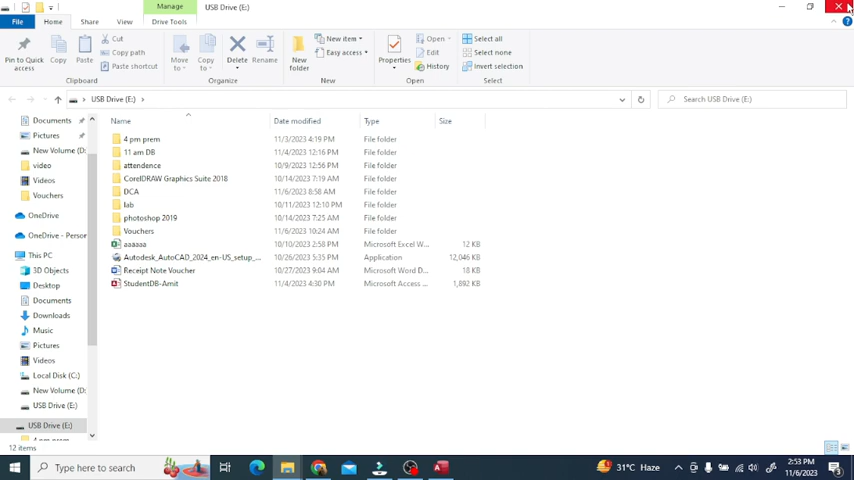 Manage
USB Drive (E:)
File
Home
Share
View
Drive Tools
Pin to Quick access
Copy
Paste
Cut
Copy path
Paste shortcut
Move to
Copy to
Delete
Rename
New folder
New item
Easy access
Properties
Open
Edit
History
Select all
Select none
Invert selection
Clipboard
Organize
New
Open
Select
USB Drive (E:)
Search USB Drive (E:)
Name
Date modified
Type
Size
4 pm prem 11/3/2023 4:19 PM File folder
11 am DB 11/4/2023 12:16 PM File folder
attendence 10/9/2023 12:56 PM File folder
CorelDRAW Graphics Suite 2018 10/14/2023 7:19 AM File folder
DCA 11/6/2023 8:58 AM File folder
lab 10/11/2023 12:10 PM File folder
photoshop 2019 10/14/2023 7:25 AM File folder
Vouchers 11/6/2023 10:24 AM File folder
aaaaaa 10/10/2023 2:58 PM Microsoft Excel W... 12 KB
Autodesk_AutoCAD_2024_en-US_setup_... 10/26/2023 5:35 PM Application 12,046 KB
Receipt Note Voucher 10/27/2023 9:04 AM Microsoft Word D... 18 KB
StudentDB-Amit 11/4/2023 4:30 PM Microsoft Access ... 1,892 KB
Documents
Pictures
New Volume (D:
video
Videos
Vouchers
OneDrive
OneDrive - Person
This PC
3D Objects
Desktop
Documents
Downloads
Music
Pictures
Videos
Local Disk (C:)
New Volume (D:
USB Drive (E:)
USB Drive (E:)
4 pm prem
12 items
Type here to search
31°C Haze
2:53 PM
11/6/2023
3